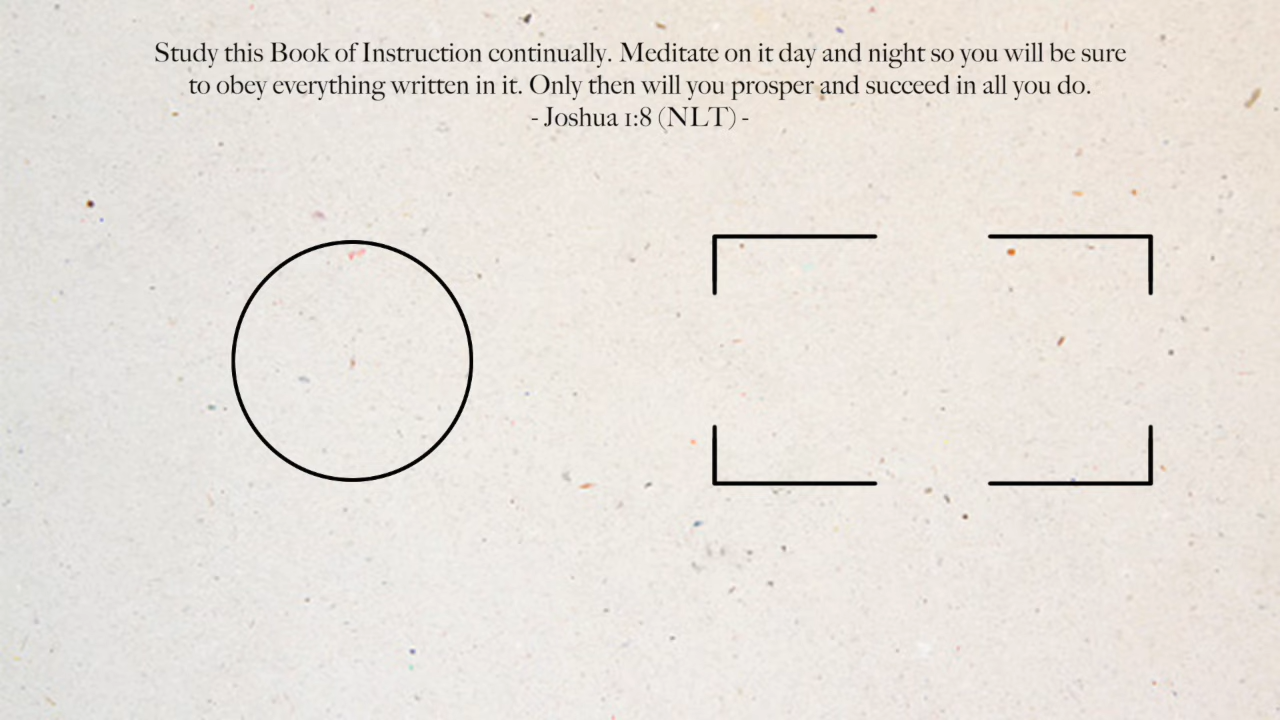 Study this Book of Instruction continually. Meditate on it day and night so you will be sure
to obey everything written in it. Only then will you prosper and succeed in all you do.
- Joshua 1:8 (NLT) -